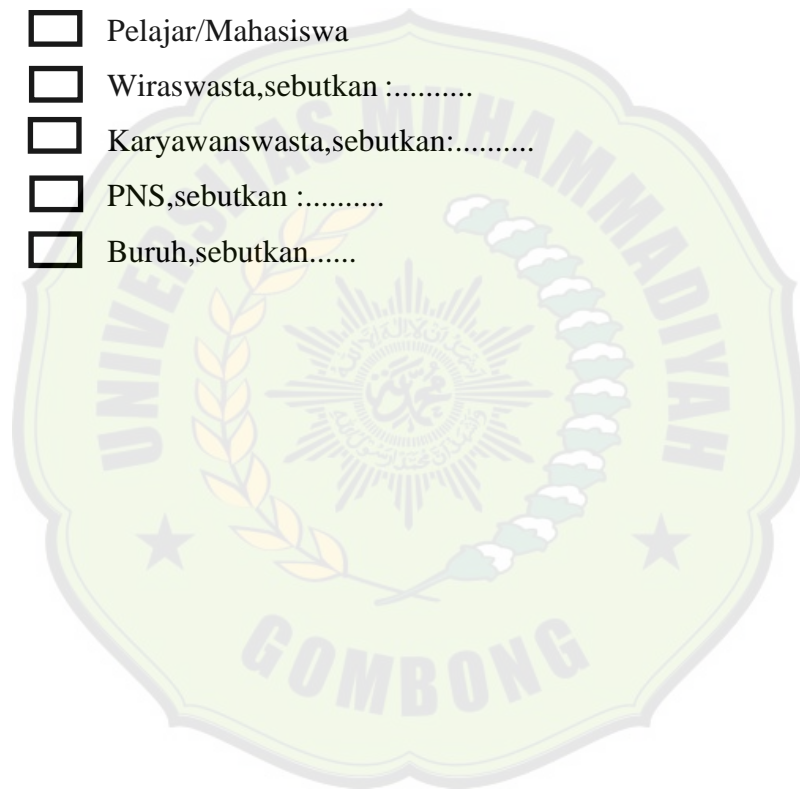 Pelajar/Mahasiswa
Wiraswasta,sebutkan :..........
Karyawanswasta,sebutkan:..........
PNS,sebutkan :..........
Buruh,sebutkan......
UNIVERSITAS MUHAMMADIYAH
GOMBONG